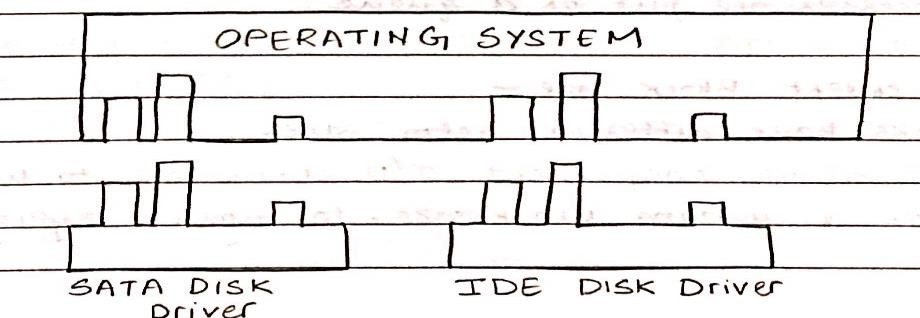 OPERATING SYSTEM
SATA DISK IDE DISK Driver
Driver